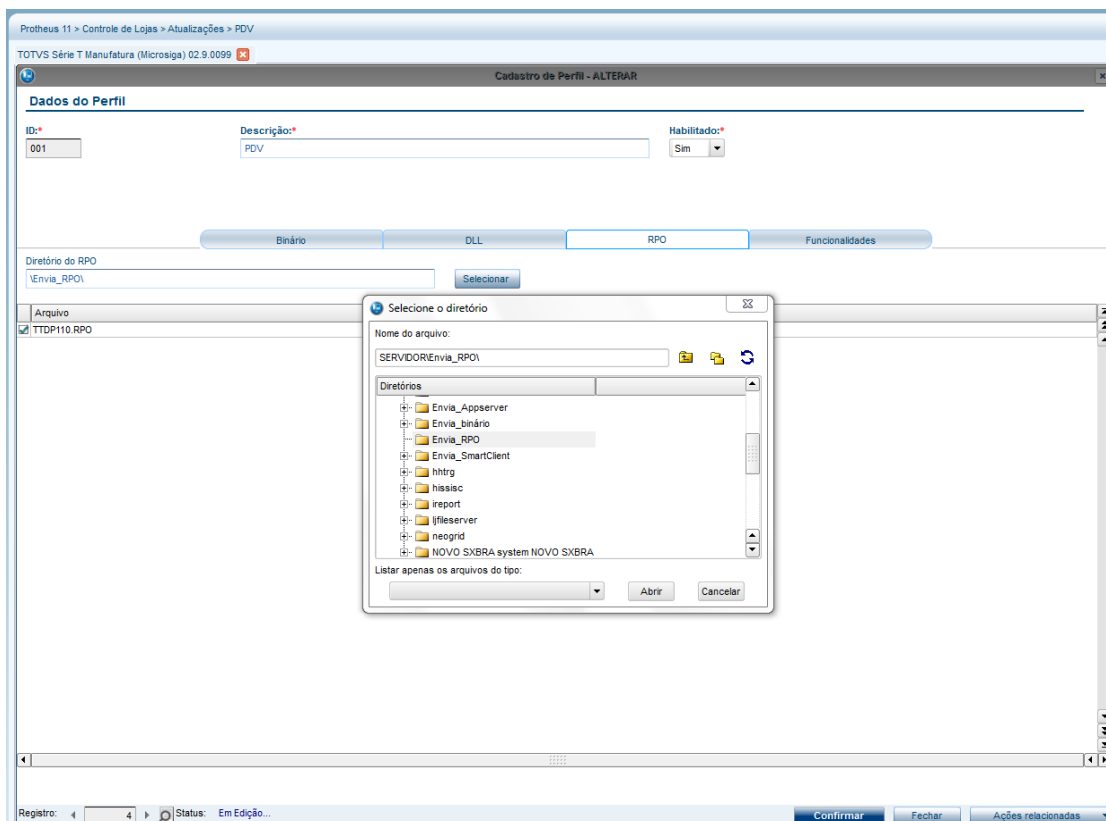 Protheus 11 > Controle de Lojas > Atualizações > PDV
TOTVS Série T Manufatura (Microsiga) 02.9.0099
Cadastro de Perfil - ALTERAR
Dados do Perfil
ID:* Descrição:* Habilitado:*
001 PDV Sim
Binário DLL RPO Funcionalidades
Diretório do RPO
\Envia_RPO\ Selecionar
Arquivo
TTDP110.RPO
Selecione o diretório
Nome do arquivo:
SERVIDOR\Envia_RPO\
Diretórios
Envia_Appserver
Envia_binário
Envia_RPO
Envia_SmartClient
hhtrg
hissisc
ireport
ljfileserver
neogrid
NOVO SXBRA system NOVO SXBRA
Listar apenas os arquivos do tipo:
Abrir Cancelar
Registro: 4 Status: Em Edição... Confirmar Fechar Ações relacionadas